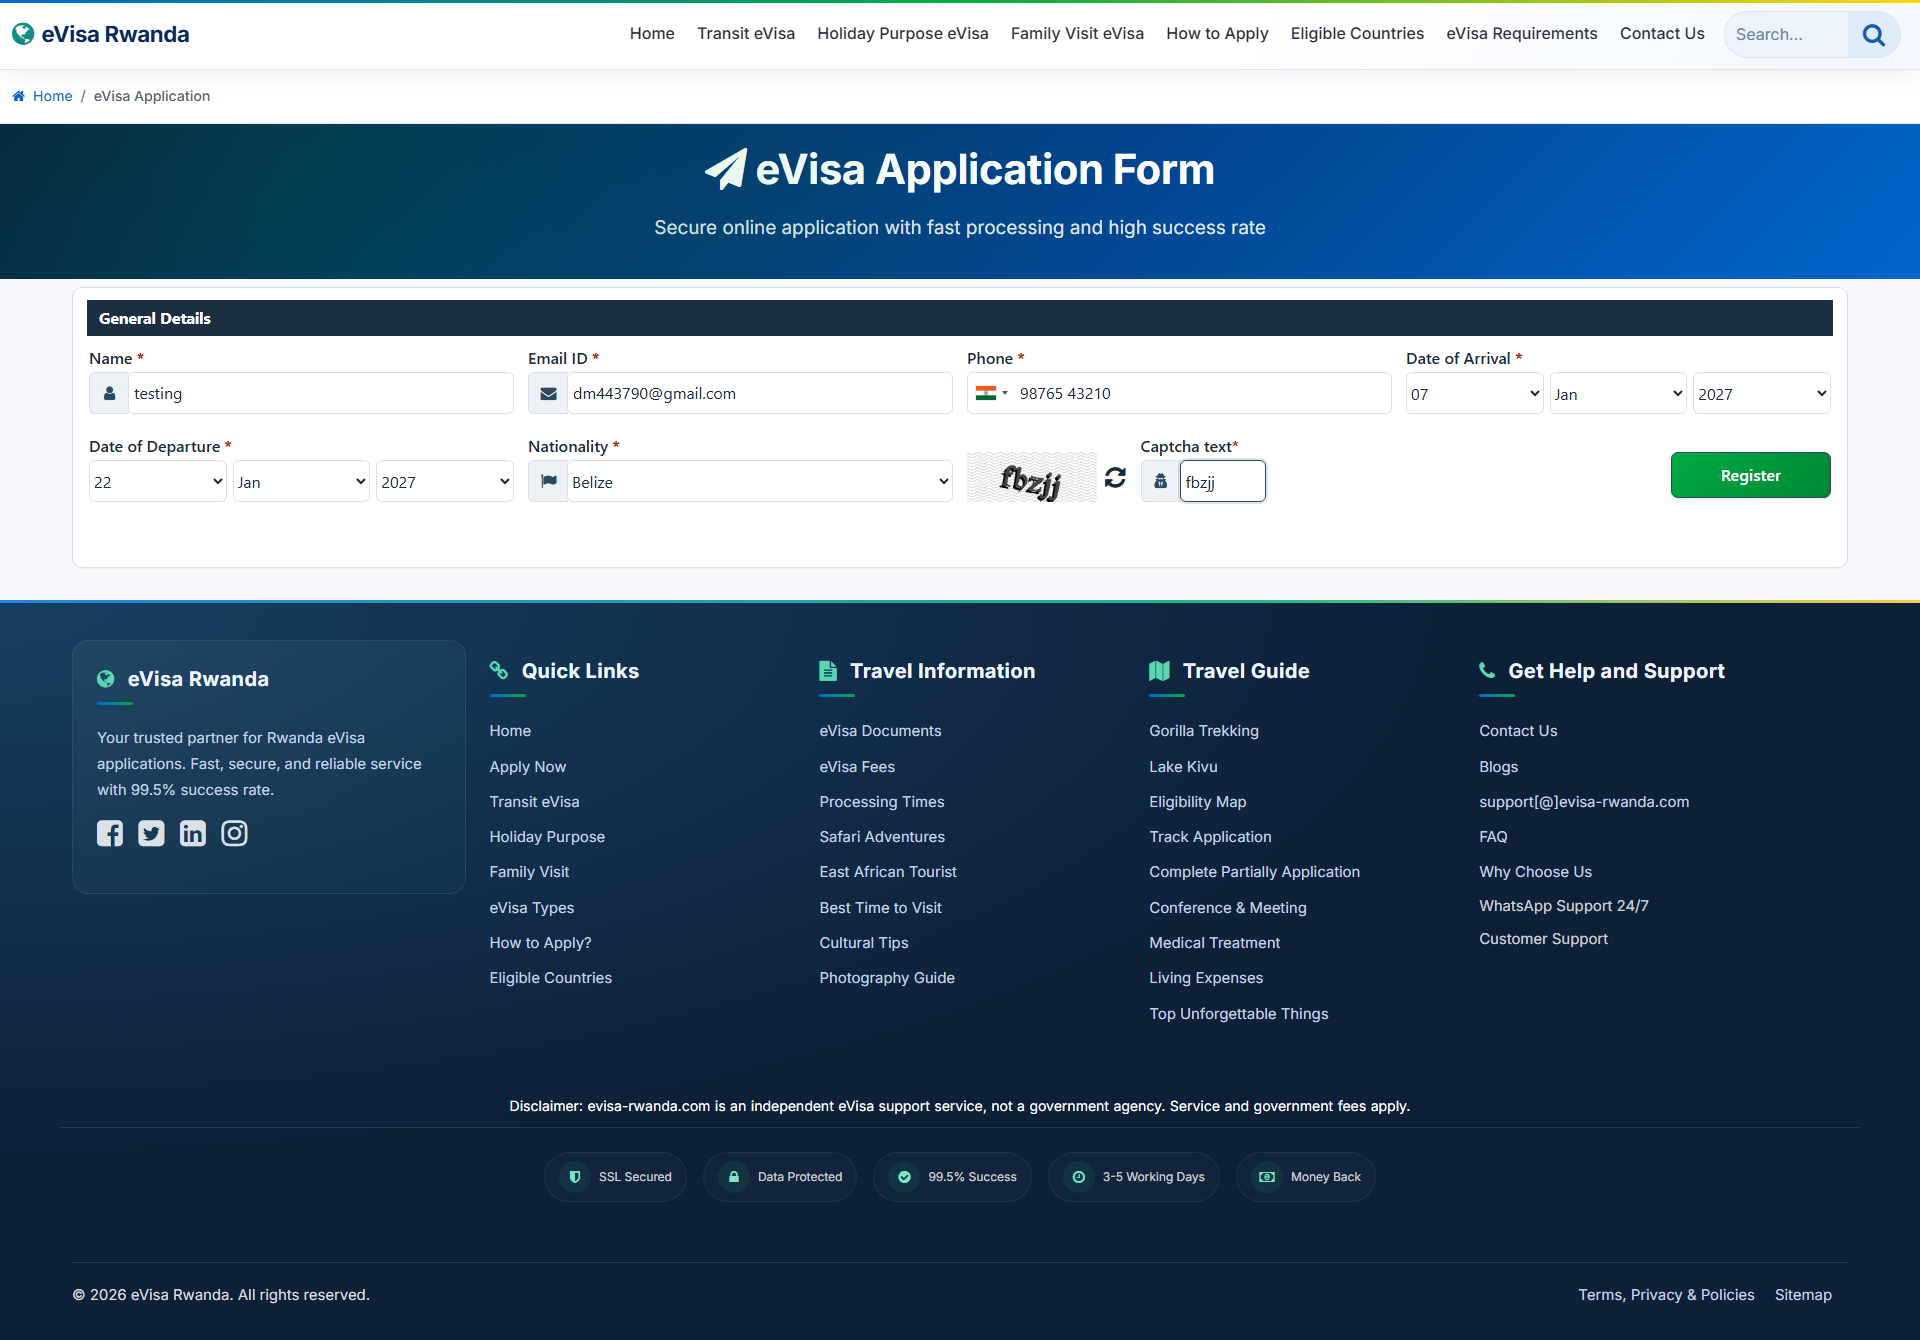 eVisa Rwanda
Home
Transit eVisa
Holiday Purpose eVisa
Family Visit eVisa
How to Apply
Eligible Countries
eVisa Requirements
Contact Us
Search...
Home / eVisa Application
eVisa Application Form
Secure online application with fast processing and high success rate
General Details
Name *
testing
Email ID *
dm443790@gmail.com
Phone *
98765 43210
Date of Arrival *
07 Jan 2027
Date of Departure *
22 Jan 2027
Nationality *
Belize
fbzjj
Captcha text*
fbzjj
Register
eVisa Rwanda
Your trusted partner for Rwanda eVisa
applications. Fast, secure, and reliable service
with 99.5% success rate.
Quick Links
Home
Apply Now
Transit eVisa
Holiday Purpose
Family Visit
eVisa Types
How to Apply?
Eligible Countries
Travel Information
eVisa Documents
eVisa Fees
Processing Times
Safari Adventures
East African Tourist
Best Time to Visit
Cultural Tips
Photography Guide
Travel Guide
Gorilla Trekking
Lake Kivu
Eligibility Map
Track Application
Complete Partially Application
Conference & Meeting
Medical Treatment
Living Expenses
Top Unforgettable Things
Get Help and Support
Contact Us
Blogs
support[@]evisa-rwanda.com
FAQ
Why Choose Us
WhatsApp Support 24/7
Customer Support
Disclaimer: evisa-rwanda.com is an independent eVisa support service, not a government agency. Service and government fees apply.
SSL Secured
Data Protected
99.5% Success
3-5 Working Days
Money Back
© 2026 eVisa Rwanda. All rights reserved.
Terms, Privacy & Policies
Sitemap